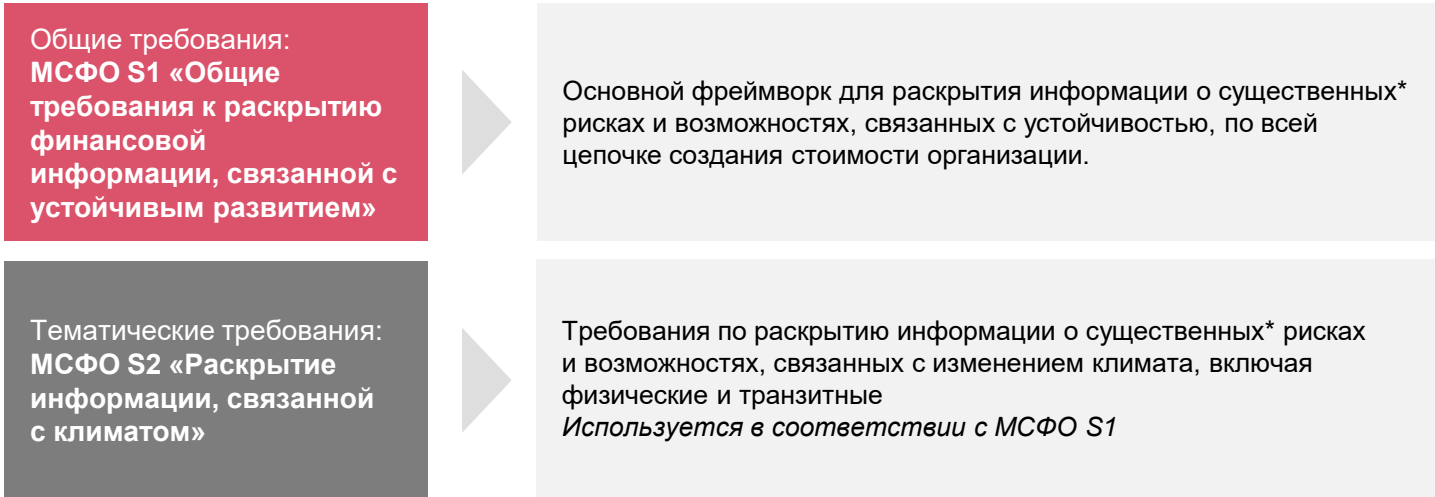 Общие требования:
МСФО S1 «Общие
требования к раскрытию
финансовой
информации, связанной с
устойчивым развитием»
Основной фреймворк для раскрытия информации о существенных*
рисках и возможностях, связанных с устойчивостью, по всей
цепочке создания стоимости организации.
Тематические требования:
МСФО S2 «Раскрытие
информации, связанной
с климатом»
Требования по раскрытию информации о существенных* рисках
и возможностях, связанных с изменением климата, включая
физические и транзитные
Используется в соответствии с МСФО S1